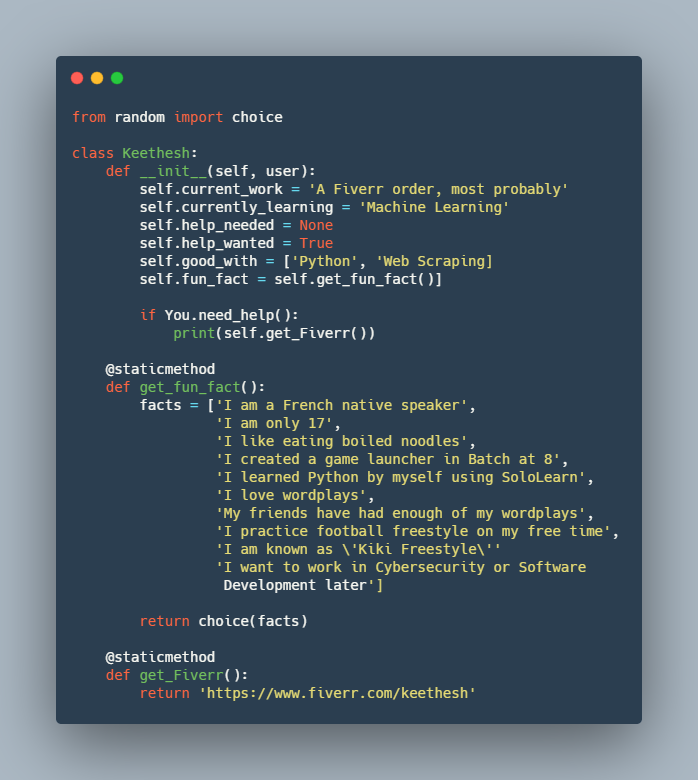 from random import choice

class Keethesh:
    def __init__(self, user):
        self.current_work = 'A Fiverr order, most probably'
        self.currently_learning = 'Machine Learning'
        self.help_needed = None
        self.help_wanted = True
        self.good_with = ['Python', 'Web Scraping]
        self.fun_fact = self.get_fun_fact()]

        if You.need_help():
            print(self.get_Fiverr())

    @staticmethod
    def get_fun_fact():
        facts = ['I am a French native speaker',
                 'I am only 17',
                 'I like eating boiled noodles',
                 'I created a game launcher in Batch at 8',
                 'I learned Python by myself using SoloLearn',
                 'I love wordplays',
                 'My friends have had enough of my wordplays',
                 'I practice football freestyle on my free time',
                 'I am known as \'Kiki Freestyle\''
                 'I want to work in Cybersecurity or Software
                  Development later']

        return choice(facts)

    @staticmethod
    def get_Fiverr():
        return 'https://www.fiverr.com/keethesh'